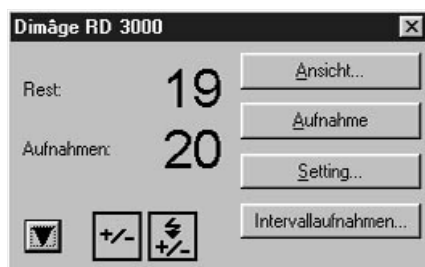 Dimâge RD 3000
Rest: 19
Aufnahmen: 20
Ansicht...
Aufnahme
Setting...
Intervallaufnahmen...
+/-
+/-